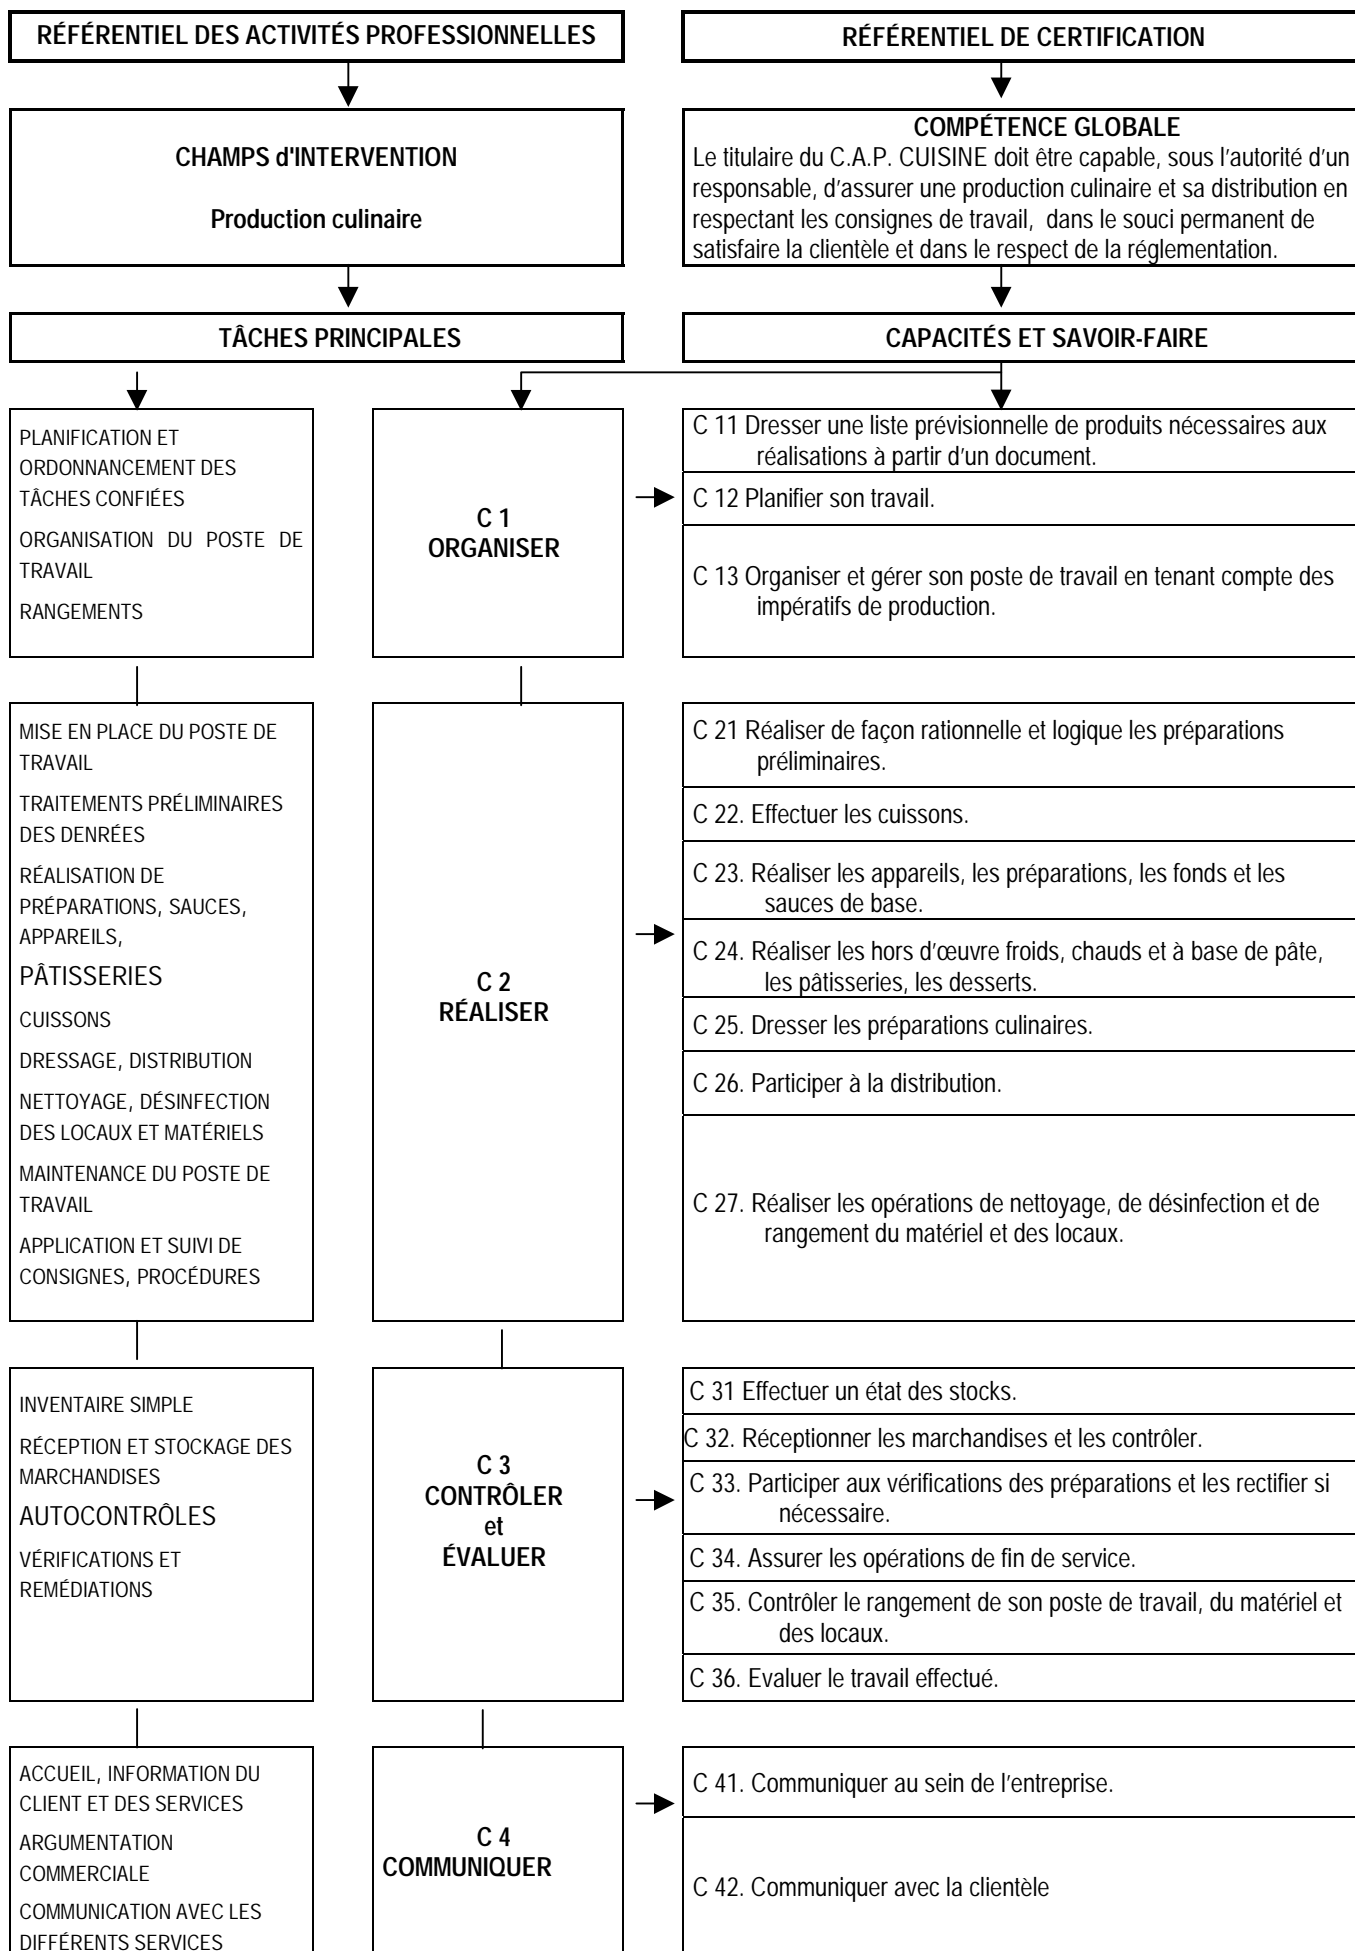 RÉFÉRENTIEL DES ACTIVITÉS PROFESSIONNELLES
RÉFÉRENTIEL DE CERTIFICATION
CHAMPS d'INTERVENTION
Production culinaire
COMPÉTENCE GLOBALE
Le titulaire du C.A.P. CUISINE doit être capable, sous l'autorité d'un
responsable, d'assurer une production culinaire et sa distribution en
respectant les consignes de travail, dans le souci permanent de
satisfaire la clientèle et dans le respect de la réglementation.
TÂCHES PRINCIPALES
CAPACITÉS ET SAVOIR-FAIRE
PLANIFICATION ET
ORDONNANCEMENT DES
TÂCHES CONFIÉES
ORGANISATION DU POSTE DE
TRAVAIL
RANGEMENTS
C 1
ORGANISER
C 11 Dresser une liste prévisionnelle de produits nécessaires aux
réalisations à partir d'un document.
C 12 Planifier son travail.
C 13 Organiser et gérer son poste de travail en tenant compte des
impératifs de production.
MISE EN PLACE DU POSTE DE
TRAVAIL
TRAITEMENTS PRÉLIMINAIRES
DES DENRÉES
RÉALISATION DE
PRÉPARATIONS, SAUCES,
APPAREILS,
PÂTISSERIES
CUISSONS
DRESSAGE, DISTRIBUTION
NETTOYAGE, DÉSINFECTION
DES LOCAUX ET MATÉRIELS
MAINTENANCE DU POSTE DE
TRAVAIL
APPLICATION ET SUIVI DE
CONSIGNES, PROCÉDURES
C 2
RÉALISER
C 21 Réaliser de façon rationnelle et logique les préparations
préliminaires.
C 22. Effectuer les cuissons.
C 23. Réaliser les appareils, les préparations, les fonds et les
sauces de base.
C 24. Réaliser les hors d'œuvre froids, chauds et à base de pâte,
les pâtisseries, les desserts.
C 25. Dresser les préparations culinaires.
C 26. Participer à la distribution.
C 27. Réaliser les opérations de nettoyage, de désinfection et de
rangement du matériel et des locaux.
INVENTAIRE SIMPLE
RÉCEPTION ET STOCKAGE DES
MARCHANDISES
AUTOCONTRÔLES
VÉRIFICATIONS ET
REMÉDIATIONS
C 3
CONTRÔLER
et
ÉVALUER
C 31 Effectuer un état des stocks.
C 32. Réceptionner les marchandises et les contrôler.
C 33. Participer aux vérifications des préparations et les rectifier si
nécessaire.
C 34. Assurer les opérations de fin de service.
C 35. Contrôler le rangement de son poste de travail, du matériel et
des locaux.
C 36. Evaluer le travail effectué.
ACCUEIL, INFORMATION DU
CLIENT ET DES SERVICES
ARGUMENTATION
COMMERCIALE
COMMUNICATION AVEC LES
DIFFÉRENTS SERVICES
C 4
COMMUNIQUER
C 41. Communiquer au sein de l'entreprise.
C 42. Communiquer avec la clientèle